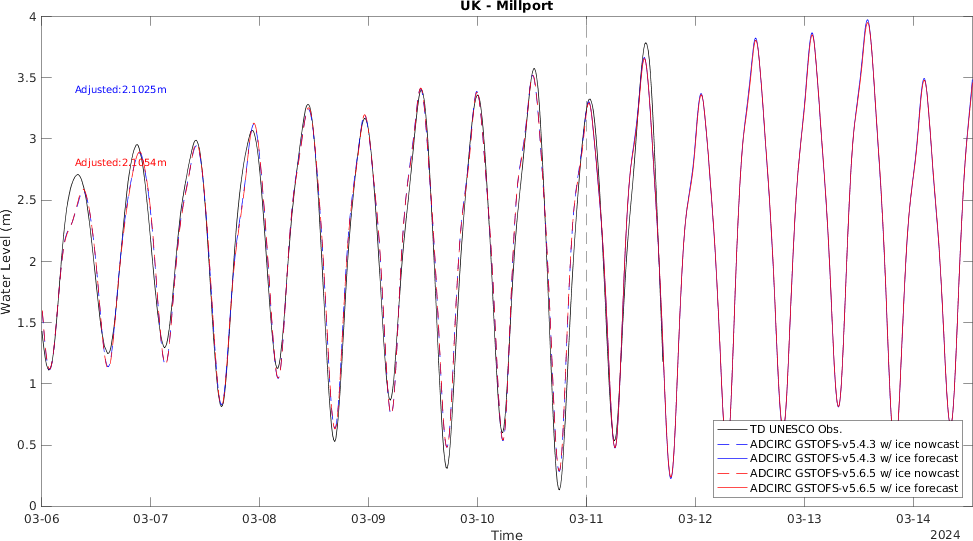 UK - Millport
4
3.5
3
2.5
2
1.5
1
0.5
0
Water Level (m)
Adjusted:2.1025m
Adjusted:2.1054m
TD UNESCO Obs.
ADCIRC GSTOFS-v5.4.3 w/ ice nowcast
ADCIRC GSTOFS-v5.4.3 w/ ice forecast
ADCIRC GSTOFS-v5.6.5 w/ ice nowcast
ADCIRC GSTOFS-v5.6.5 w/ ice forecast
03-06 03-07 03-08 03-09 03-10 03-11 03-12 03-13 03-14
Time
2024